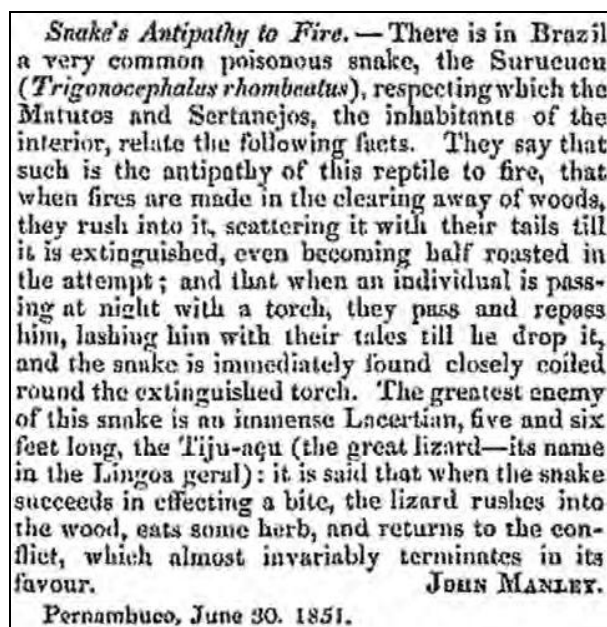 Snake's Antipathy to Fire. — There is in Brazil
a very common poisonous snake, the Surucucu
(Trigonocephalus rhombeatus), respecting which the
Matutos and Sertanejos, the inhabitants of the
interior, relate the following facts. They say that
such is the antipathy of this reptile to fire, that
when fires are made in the clearing away of woods,
they rush into it, scattering it with their tails till
it is extinguished, even becoming half roasted in
the attempt; and that when an individual is pass-
ing at night with a torch, they pass and repass
him, lashing him with their tales till he drop it,
and the snake is immediately found closely coiled
round the extinguished torch. The greatest enemy
of this snake is an immense Lacertian, five and six
feet long, the Tiju-açu (the great lizard—its name
in the Lingoa geral): it is said that when the snake
succeeds in effecting a bite, the lizard rushes into
the wood, eats some herb, and returns to the con-
flict, which almost invariably terminates in its
favour. JOHN MANLEY.
Pernambuco, June 30. 1851.